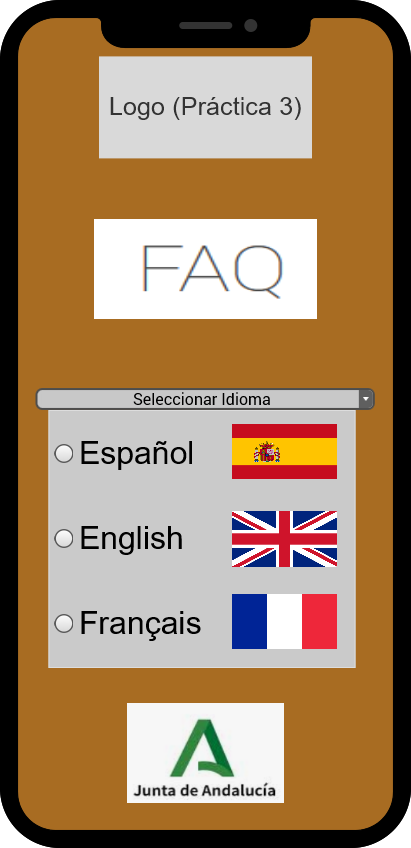 Logo (Práctica 3)
FAQ
Seleccionar Idioma
Español
English
Français
Junta de Andalucía